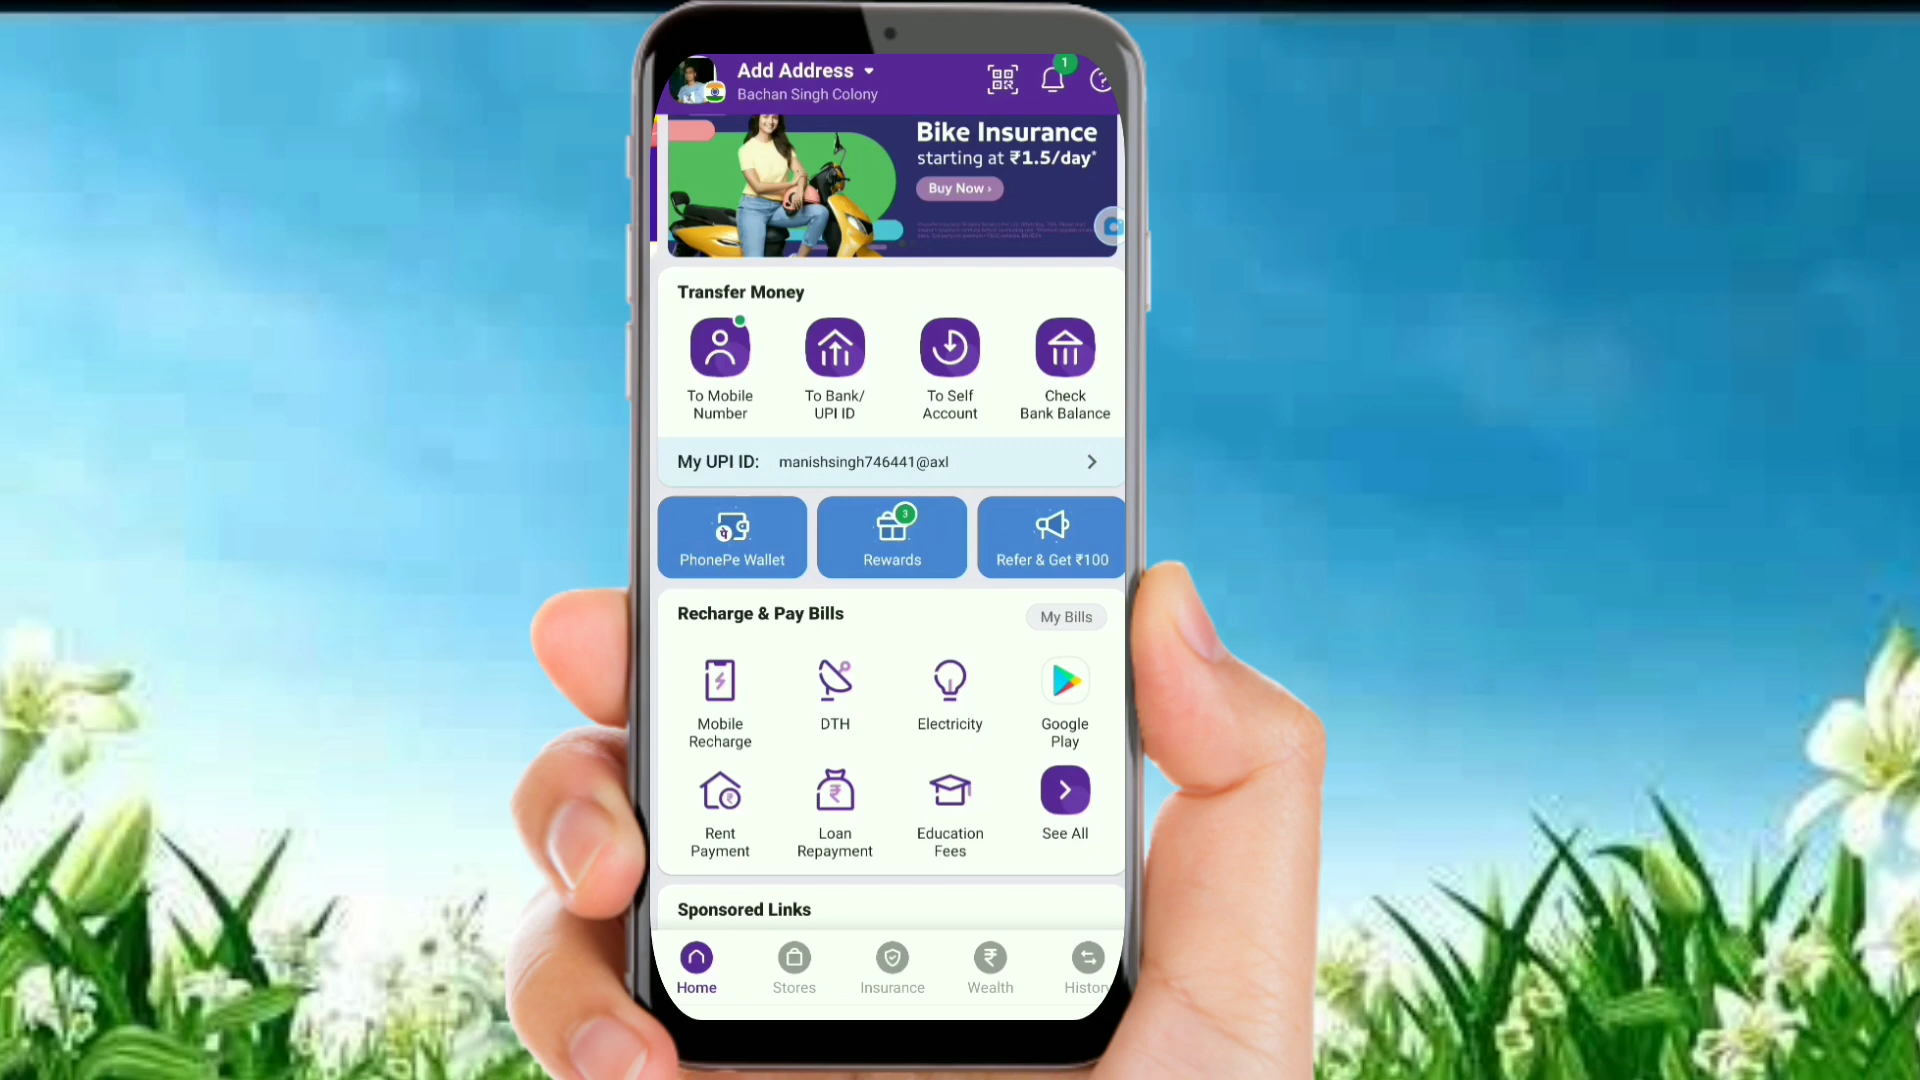 Add Address
Bachan Singh Colony
1
Bike Insurance
starting at ₹1.5/day*
Buy Now ›
Transfer Money
To Mobile
Number
To Bank/
UPI ID
To Self
Account
Check
Bank Balance
My UPI ID: manishsingh746441@axl
PhonePe Wallet
3
Rewards
Refer & Get ₹100
Recharge & Pay Bills
My Bills
Mobile
Recharge
DTH
Electricity
Google
Play
Rent
Payment
Loan
Repayment
Education
Fees
See All
Sponsored Links
Home
Stores
Insurance
Wealth
History